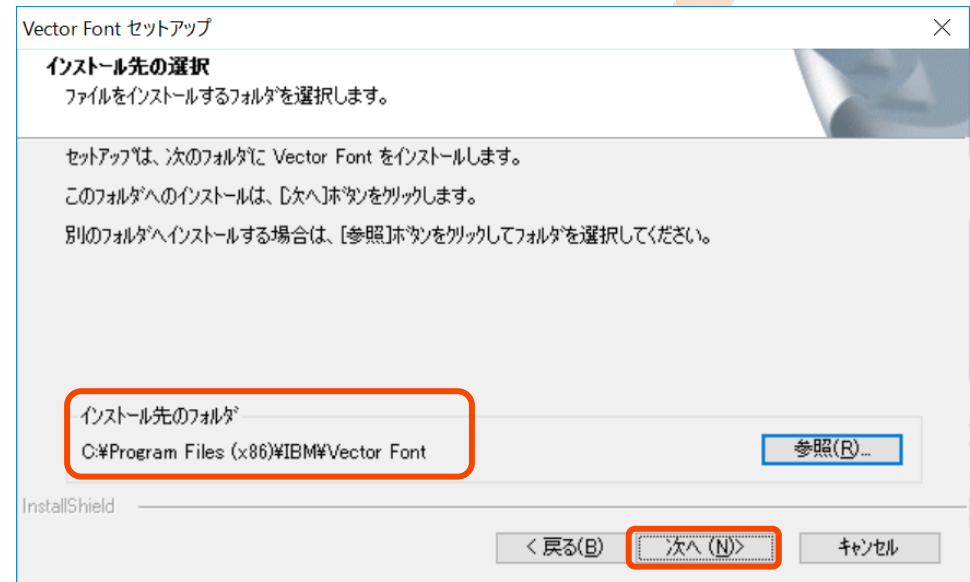 Vector Font セットアップ
インストール先の選択
ファイルをインストールするフォルダを選択します。
セットアップは、次のフォルダに Vector Font をインストールします。
このフォルダへのインストールは、[次へ]ボタンをクリックします。
別のフォルダへインストールする場合は、[参照]ボタンをクリックしてフォルダを選択してください。
インストール先のフォルダ
C:¥Program Files (x86)¥IBM¥Vector Font
参照(R)...
InstallShield
< 戻る(B)
次へ (N)>
キャンセル